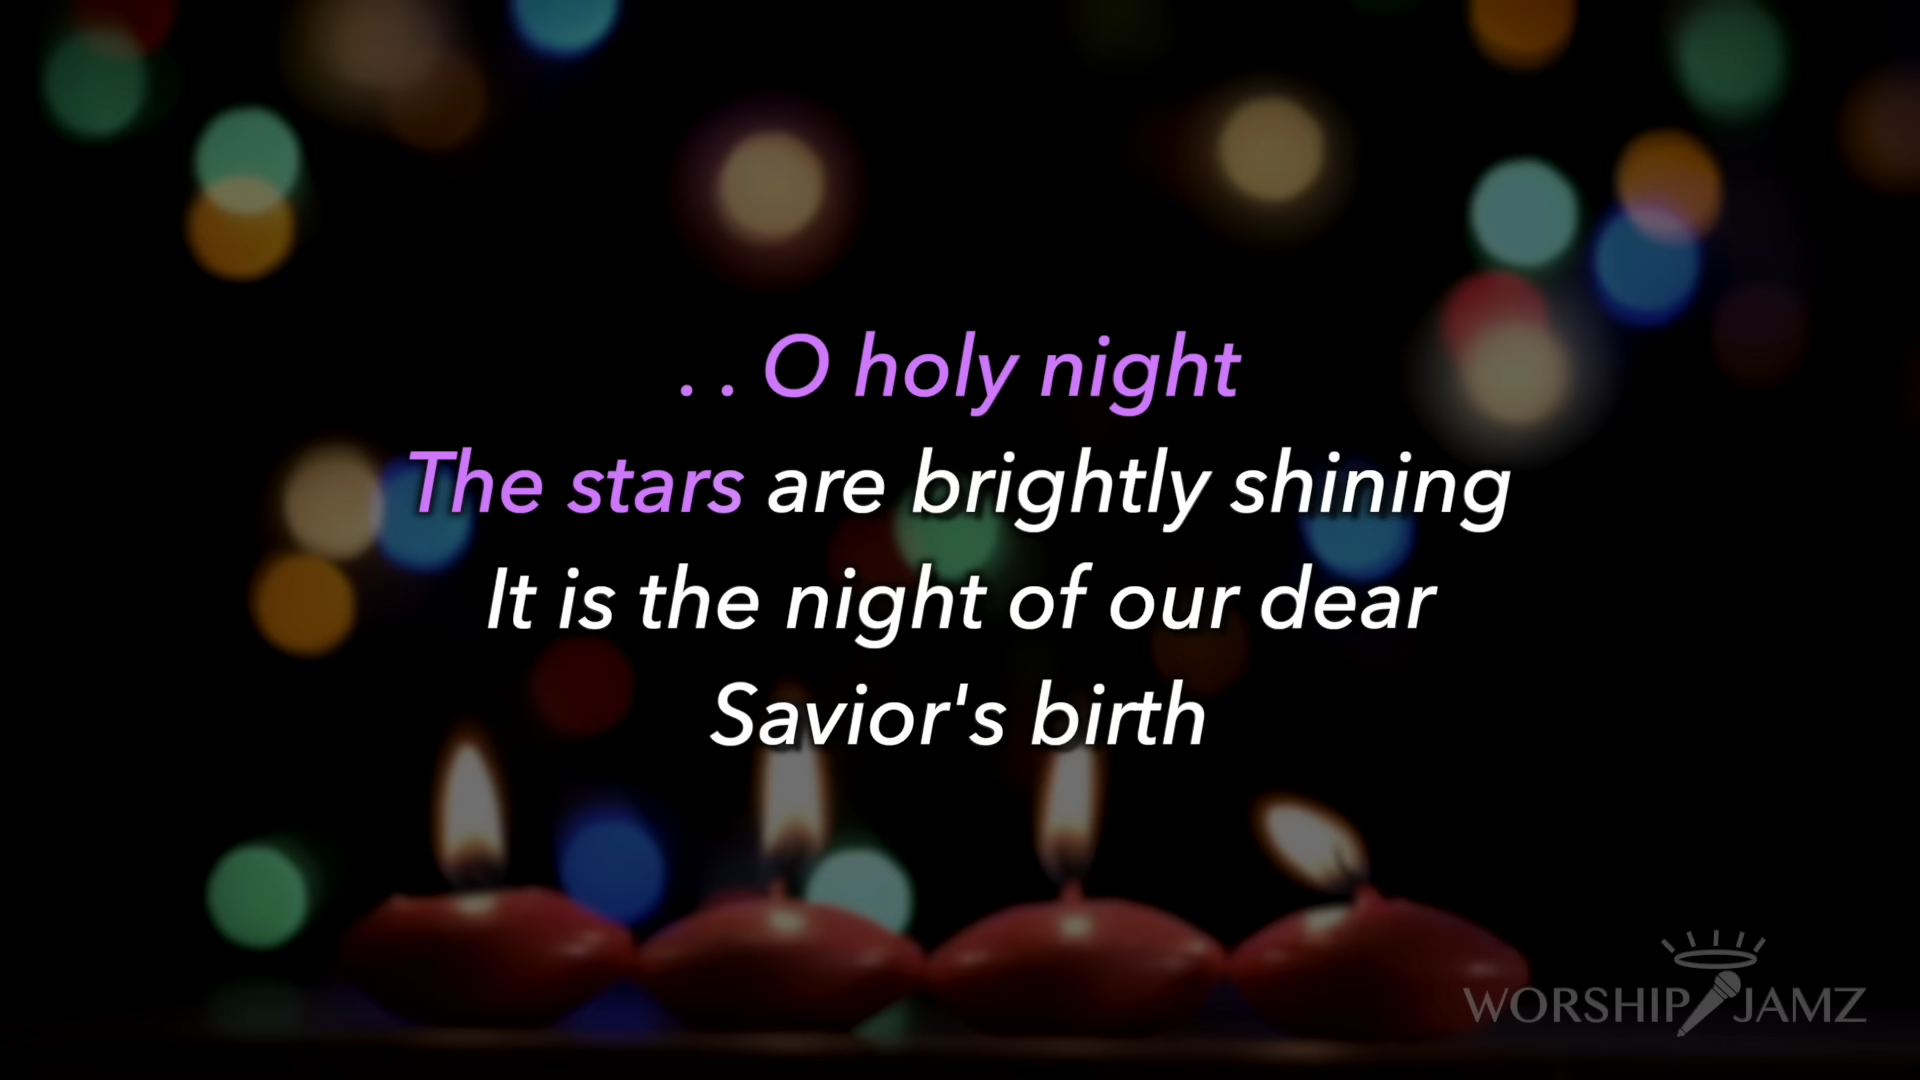 . . O holy night
The stars are brightly shining
It is the night of our dear
Savior's birth
WORSHIP JAMZ